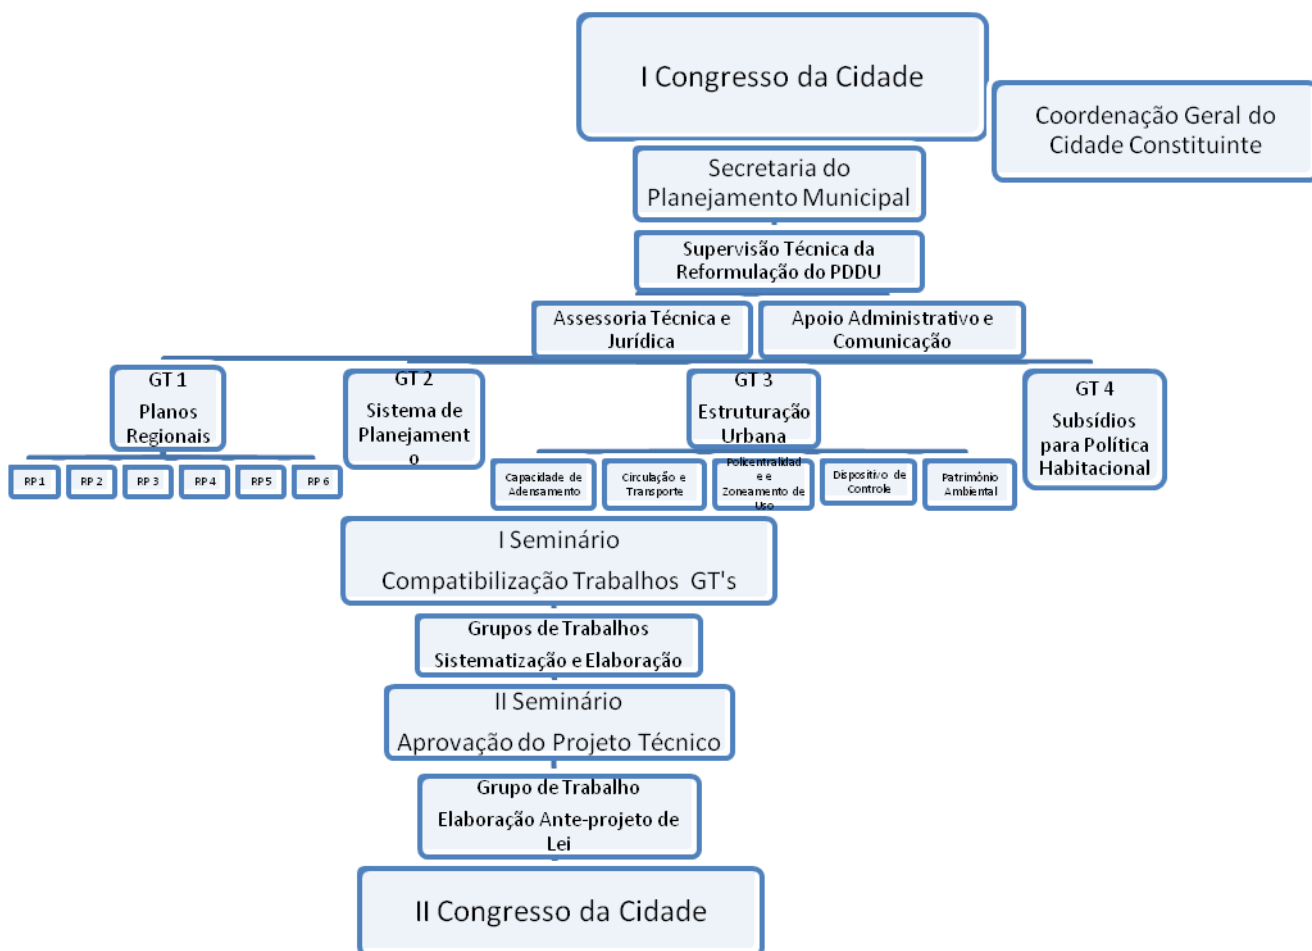 I Congresso da Cidade
Coordenação Geral do
Cidade Constituinte
Secretaria do
Planejamento Municipal
Supervisão Técnica da
Reformulação do PDDU
Assessoria Técnica e
Jurídica
Apoio Administrativo e
Comunicação
GT 1
Planos
Regionais
GT 2
Sistema de
Planejament
o
GT 3
Estruturação
Urbana
GT 4
Subsídios
para Política
Habitacional
RP 1
RP 2
RP 3
RP 4
RP 5
RP 6
Capacidade de
Adensamento
Circulação e
Transporte
Policentralidad
e e
Zoneamento de
Uso
Dispositivo de
Controle
Patrimônio
Ambiental
I Seminário
Compatibilização Trabalhos GT's
Grupos de Trabalhos
Sistematização e Elaboração
II Seminário
Aprovação do Projeto Técnico
Grupo de Trabalho
Elaboração Ante-projeto de
Lei
II Congresso da Cidade